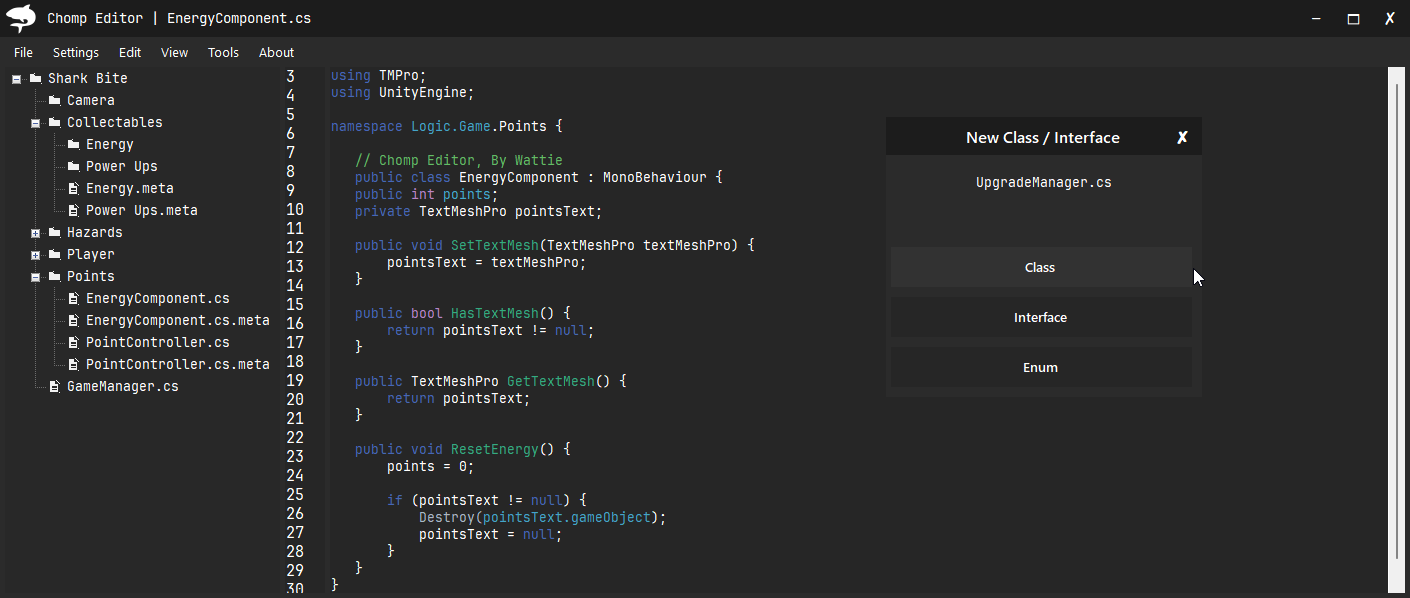 Chomp Editor | EnergyComponent.cs
File Settings Edit View Tools About
Shark Bite
Camera
Collectables
Energy
Power Ups
Energy.meta
Power Ups.meta
Hazards
Player
Points
EnergyComponent.cs
EnergyComponent.cs.meta
PointController.cs
PointController.cs.meta
GameManager.cs
3
4
5
6
7
8
9
10
11
12
13
14
15
16
17
18
19
20
21
22
23
24
25
26
27
28
29
30
using TMPro;
using UnityEngine;
namespace Logic.Game.Points {
// Chomp Editor, By Wattie
public class EnergyComponent : MonoBehaviour {
public int points;
private TextMeshPro pointsText;
public void SetTextMesh(TextMeshPro textMeshPro) {
pointsText = textMeshPro;
}
public bool HasTextMesh() {
return pointsText != null;
}
public TextMeshPro GetTextMesh() {
return pointsText;
}
public void ResetEnergy() {
points = 0;
if (pointsText != null) {
Destroy(pointsText.gameObject);
pointsText = null;
}
}
}
New Class / Interface
UpgradeManager.cs
Class
Interface
Enum